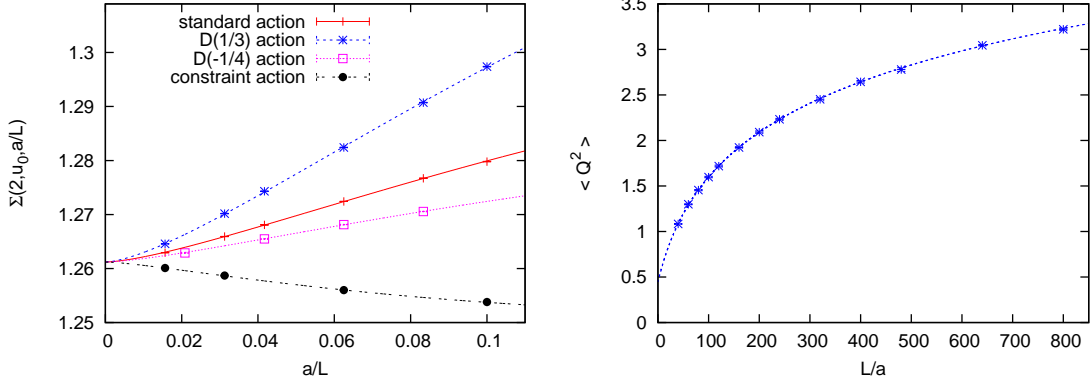 standard action
D(1/3) action
D(-1/4) action
constraint action
Σ(2,u₀,a/L)
1.3
1.29
1.28
1.27
1.26
1.25
0 0.02 0.04 0.06 0.08 0.1
a/L
< Q² >
3.5
3
2.5
2
1.5
1
0.5
0
0 100 200 300 400 500 600 700 800
L/a